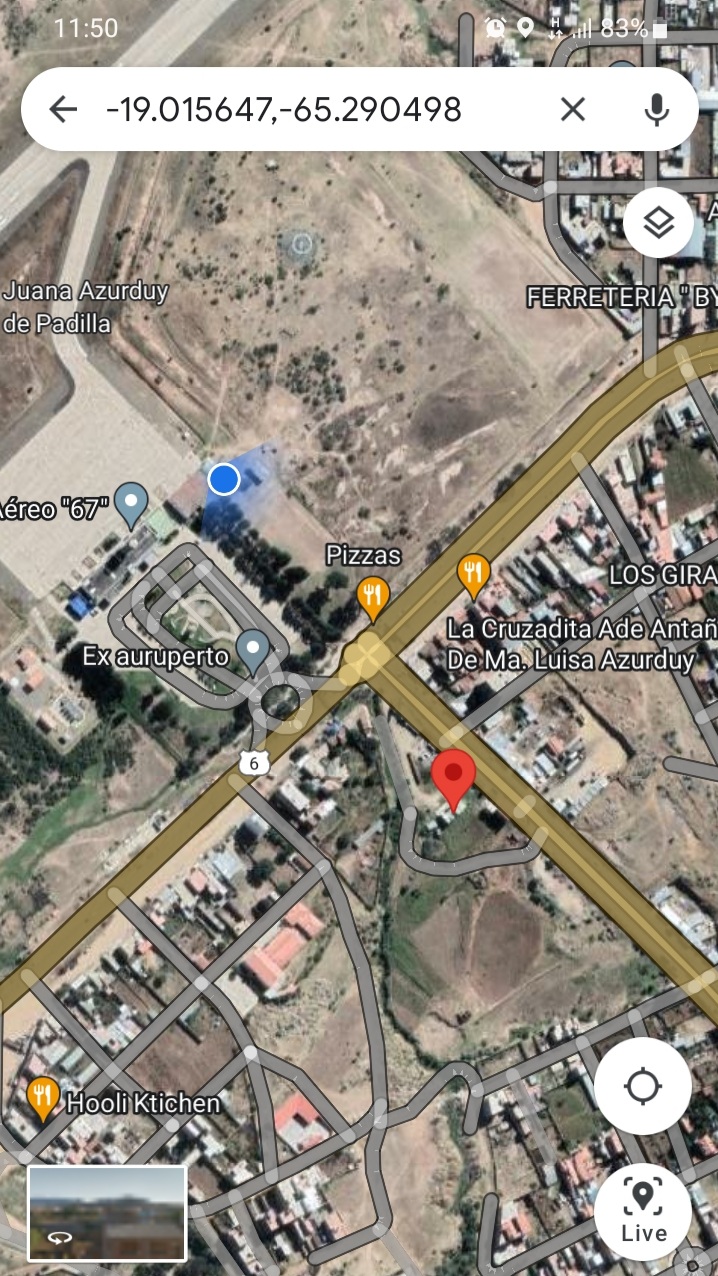 11:50
H
83%
-19.015647,-65.290498
Juana Azurduy
de Padilla
FERRETERIA " BY
Aéreo "67"
Pizzas
LOS GIRA
La Cruzadita Ade Antañ
De Ma. Luisa Azurduy
Ex auruperto
6
Hooli Ktichen
Live